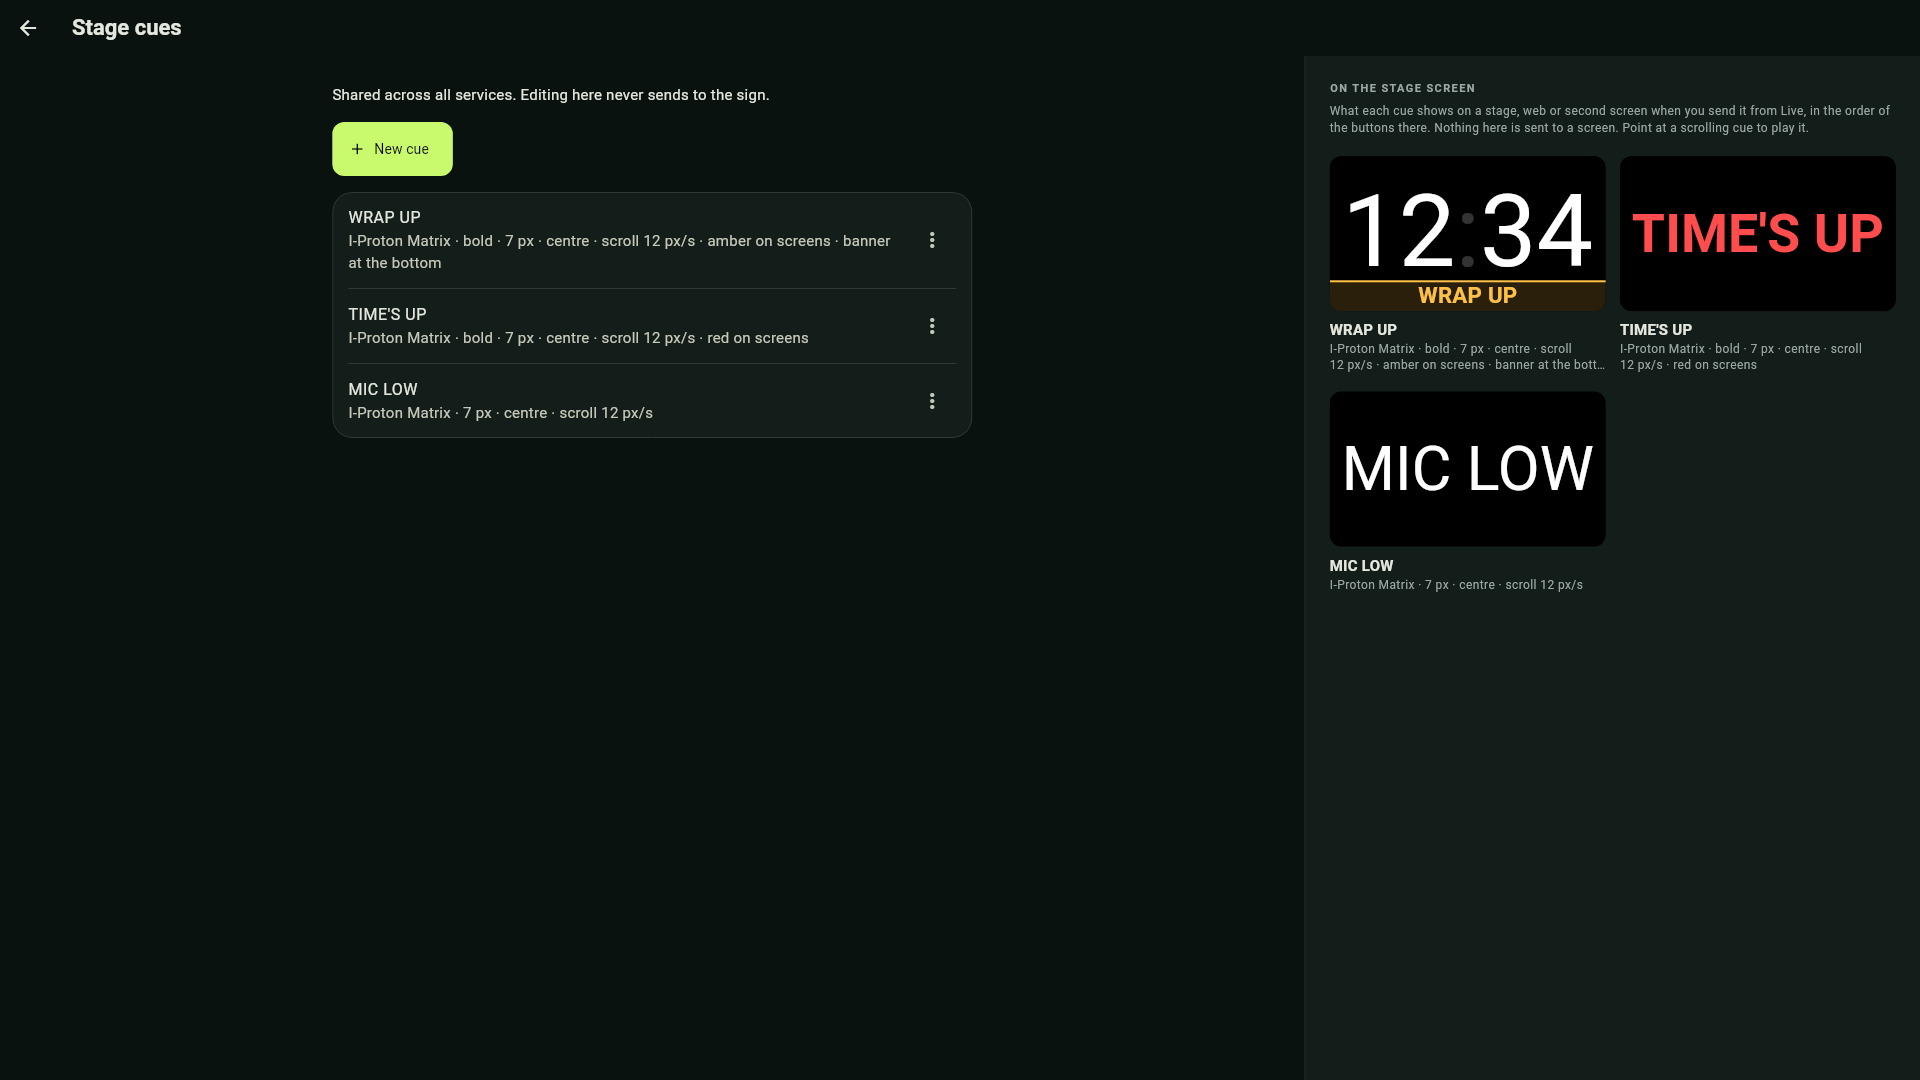 Stage cues
Shared across all services. Editing here never sends to the sign.
New cue
WRAP UP
I-Proton Matrix · bold · 7 px · centre · scroll 12 px/s · amber on screens · banner
at the bottom
TIME'S UP
I-Proton Matrix · bold · 7 px · centre · scroll 12 px/s · red on screens
MIC LOW
I-Proton Matrix · 7 px · centre · scroll 12 px/s
ON THE STAGE SCREEN
What each cue shows on a stage, web or second screen when you send it from Live, in the order of
the buttons there. Nothing here is sent to a screen. Point at a scrolling cue to play it.
12:34
WRAP UP
WRAP UP
I-Proton Matrix · bold · 7 px · centre · scroll
12 px/s · amber on screens · banner at the bott...
TIME'S UP
TIME'S UP
I-Proton Matrix · bold · 7 px · centre · scroll
12 px/s · red on screens
MIC LOW
MIC LOW
I-Proton Matrix · 7 px · centre · scroll 12 px/s